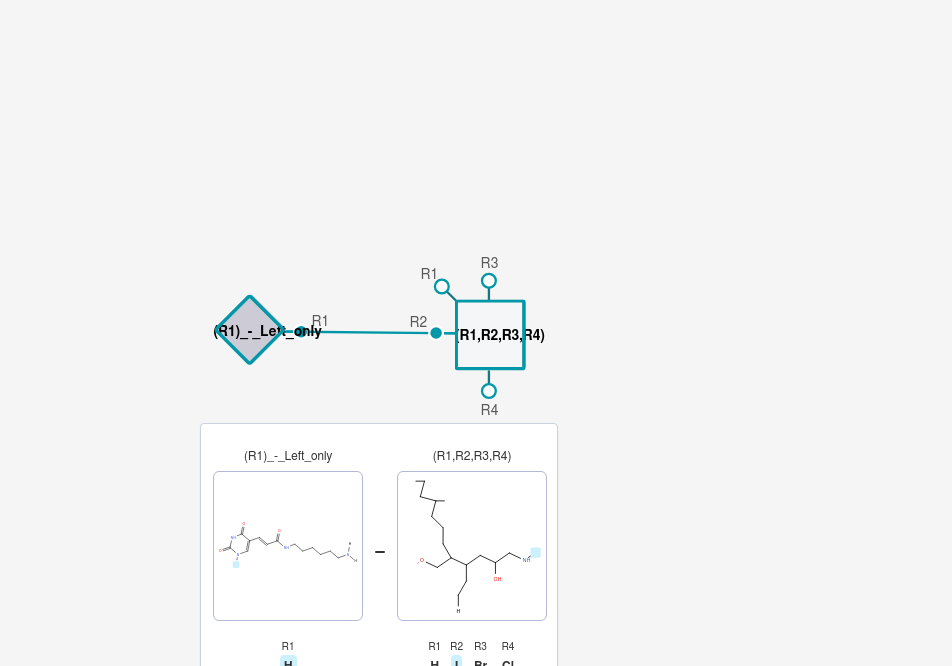 R3
R1
R1
R2
(R1)_-_Left_only
(R1,R2,R3,R4)
R4
(R1)_-_Left_only
(R1,R2,R3,R4)
OH
H
R1
R1 R2 R3 R4
H
H I Br Cl